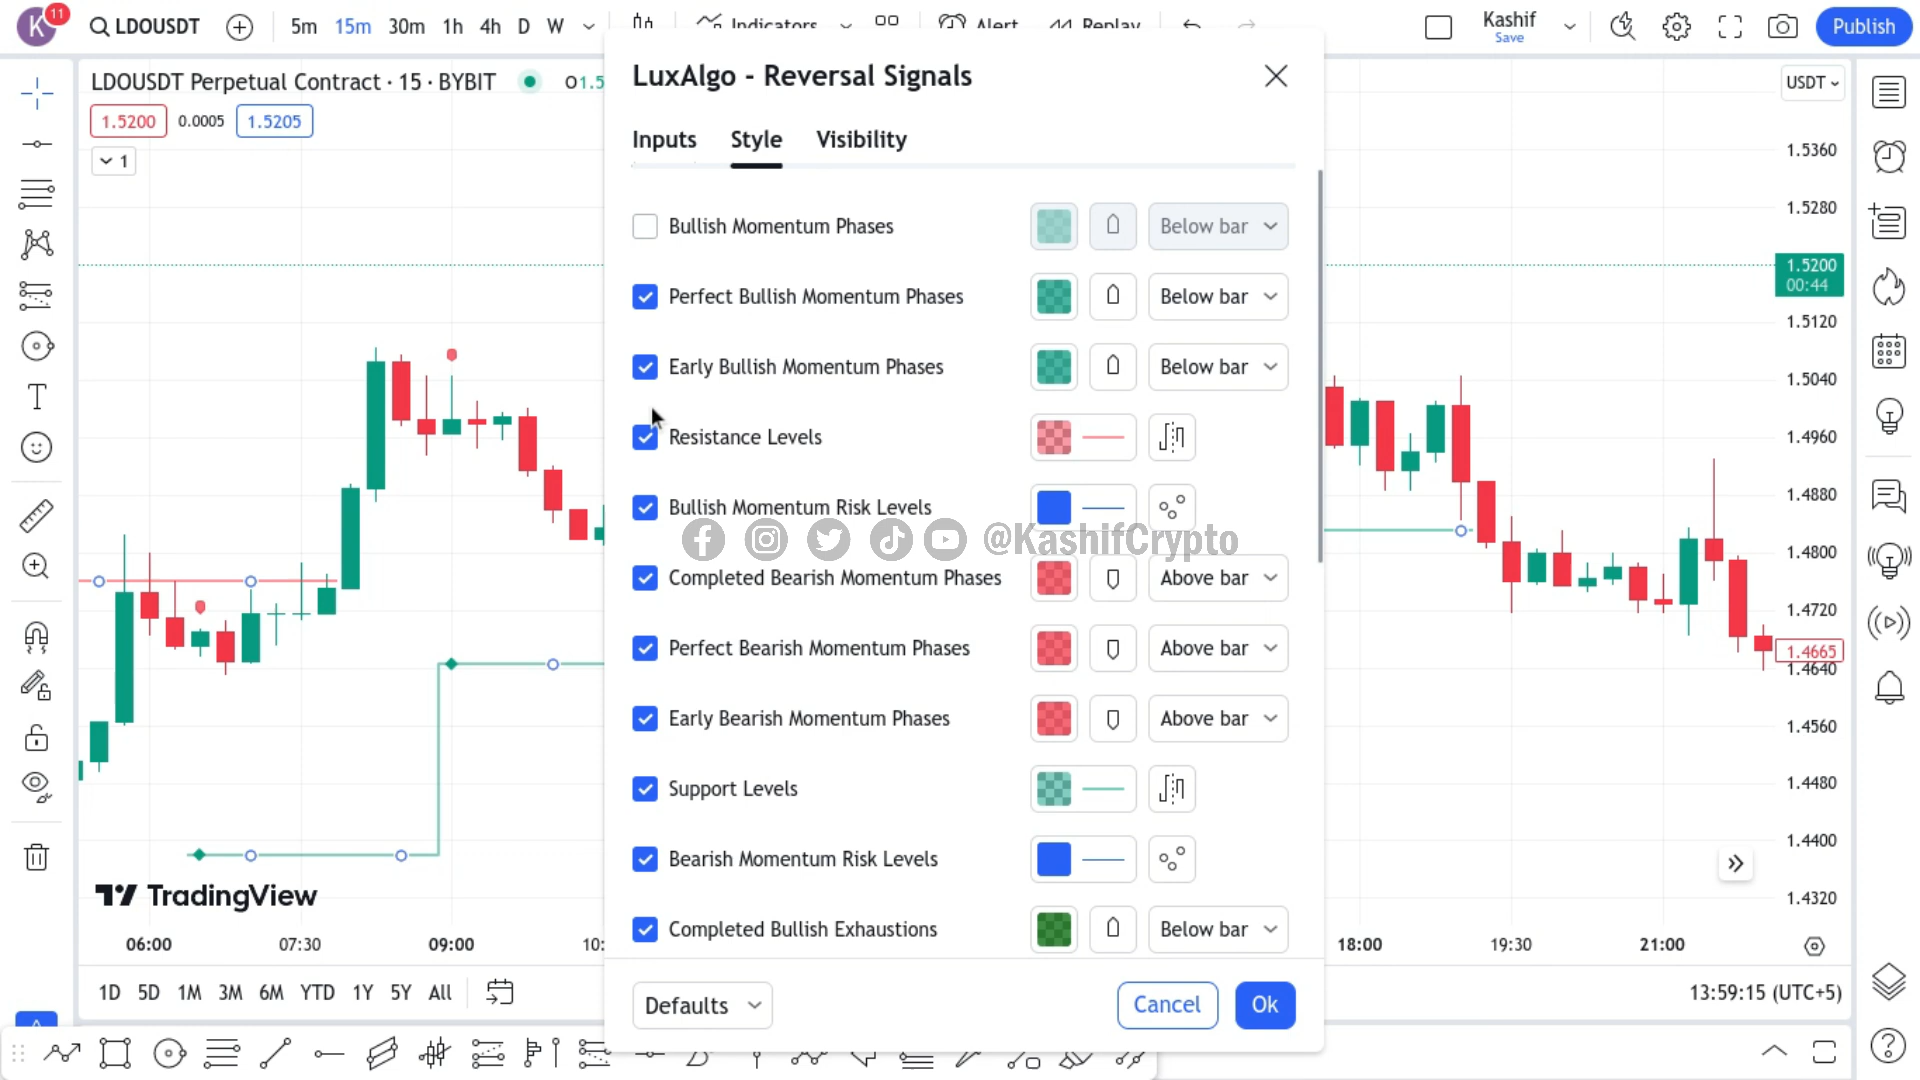 K
11
LDOUSDT
5m
15m
30m
1h
4h
D
W
Indicators
Alert
Replay
Kashif
Save
Publish
LDOUSDT Perpetual Contract · 15 · BYBIT
O1.5
1.5200
0.0005
1.5205
1
USDT
LuxAlgo - Reversal Signals
Inputs
Style
Visibility
Bullish Momentum Phases
Below bar
Perfect Bullish Momentum Phases
Below bar
Early Bullish Momentum Phases
Below bar
Resistance Levels
Bullish Momentum Risk Levels
@KashifCrypto
Completed Bearish Momentum Phases
Above bar
Perfect Bearish Momentum Phases
Above bar
Early Bearish Momentum Phases
Above bar
Support Levels
Bearish Momentum Risk Levels
Completed Bullish Exhaustions
Below bar
Defaults
Cancel
Ok
1.5360
1.5280
1.5200
00:44
1.5120
1.5040
1.4960
1.4880
1.4800
1.4720
1.4665
1.4640
1.4560
1.4480
1.4400
1.4320
TradingView
06:00
07:30
09:00
10:
18:00
19:30
21:00
1D
5D
1M
3M
6M
YTD
1Y
5Y
All
13:59:15 (UTC+5)